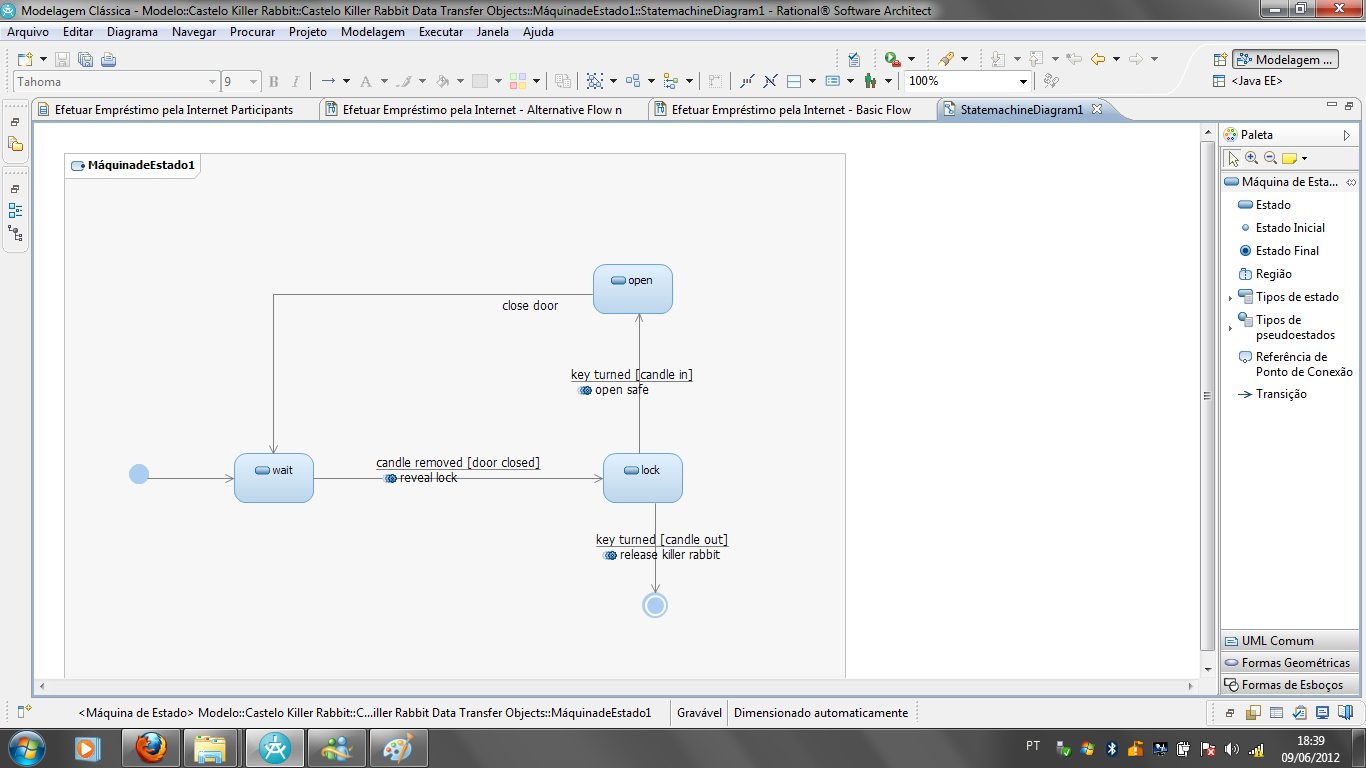 Modelagem Clássica - Modelo::Castelo Killer Rabbit::Castelo Killer Rabbit Data Transfer Objects::MáquinadeEstado1::StatemachineDiagram1 - Rational® Software Architect
Arquivo Editar Diagrama Navegar Procurar Projeto Modelagem Executar Janela Ajuda
Modelagem ...
Tahoma 9 B I A 100% <Java EE>
Efetuar Empréstimo pela Internet Participants Efetuar Empréstimo pela Internet - Alternative Flow n Efetuar Empréstimo pela Internet - Basic Flow StatemachineDiagram1
MáquinadeEstado1
open
close door
key turned [candle in]
open safe
candle removed [door closed]
reveal lock
wait
lock
key turned [candle out]
release killer rabbit
Paleta
Máquina de Esta...
Estado
Estado Inicial
Estado Final
Região
Tipos de estado
Tipos de
pseudoestados
Referência de
Ponto de Conexão
Transição
UML Comum
Formas Geométricas
Formas de Esboços
<Máquina de Estado> Modelo::Castelo Killer Rabbit::C...iller Rabbit Data Transfer Objects::MáquinadeEstado1 Gravável Dimensionado automaticamente
PT
18:39
09/06/2012